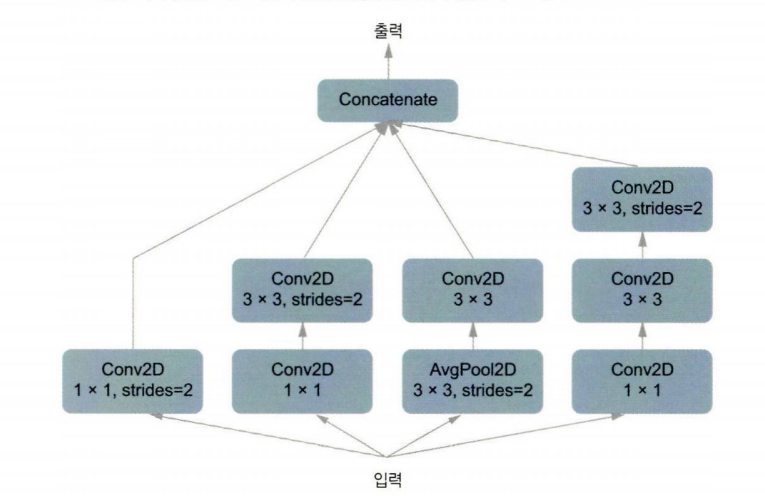 출력
Concatenate
Conv2D
3 × 3, strides=2
Conv2D
3 × 3, strides=2
Conv2D
3 × 3
Conv2D
3 × 3
Conv2D
1 × 1, strides=2
Conv2D
1 × 1
AvgPool2D
3 × 3, strides=2
Conv2D
1 × 1
입력